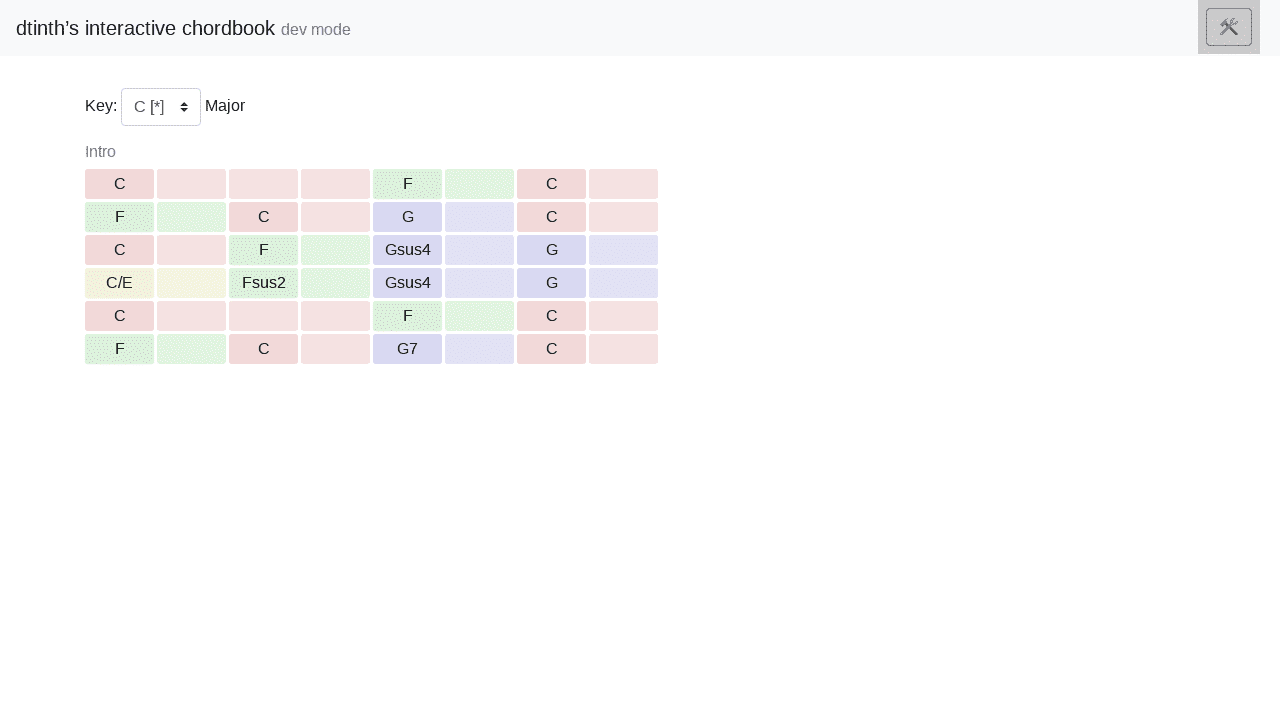 dtinth’s interactive chordbook dev mode
Key: C [*] Major
Intro
C F C
F C G C
C F Gsus4 G
C/E Fsus2 Gsus4 G
C F C
F C G7 C